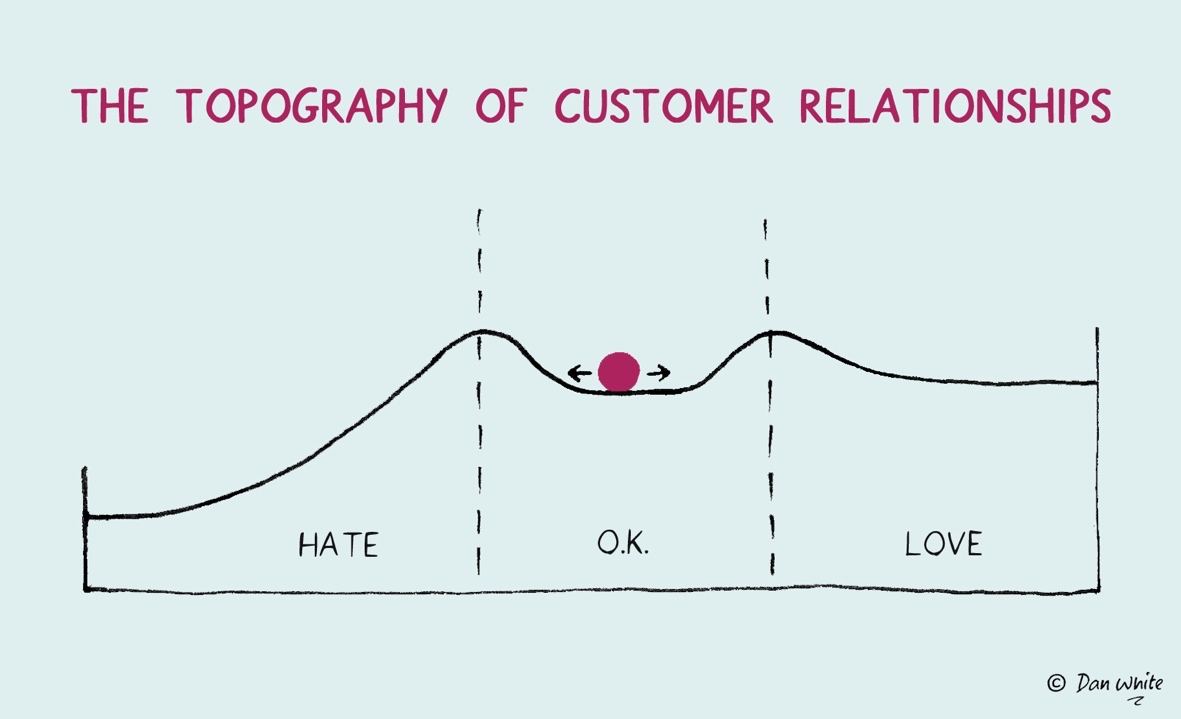 THE TOPOGRAPHY OF CUSTOMER RELATIONSHIPS
HATE
O.K.
LOVE
© Dan White